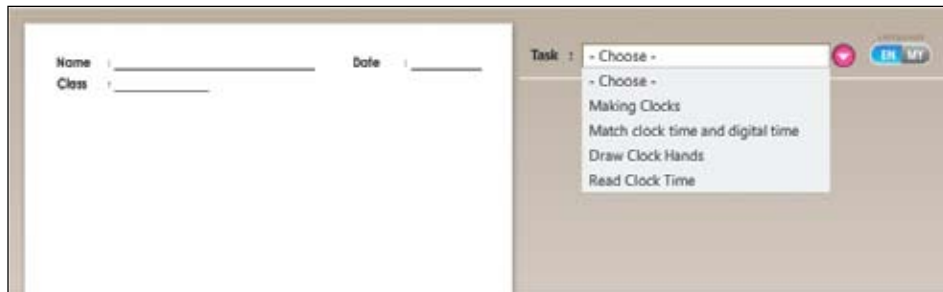 Name : Date :
Class :
Task : - Choose -
- Choose -
Making Clocks
Match clock time and digital time
Draw Clock Hands
Read Clock Time
EN MY